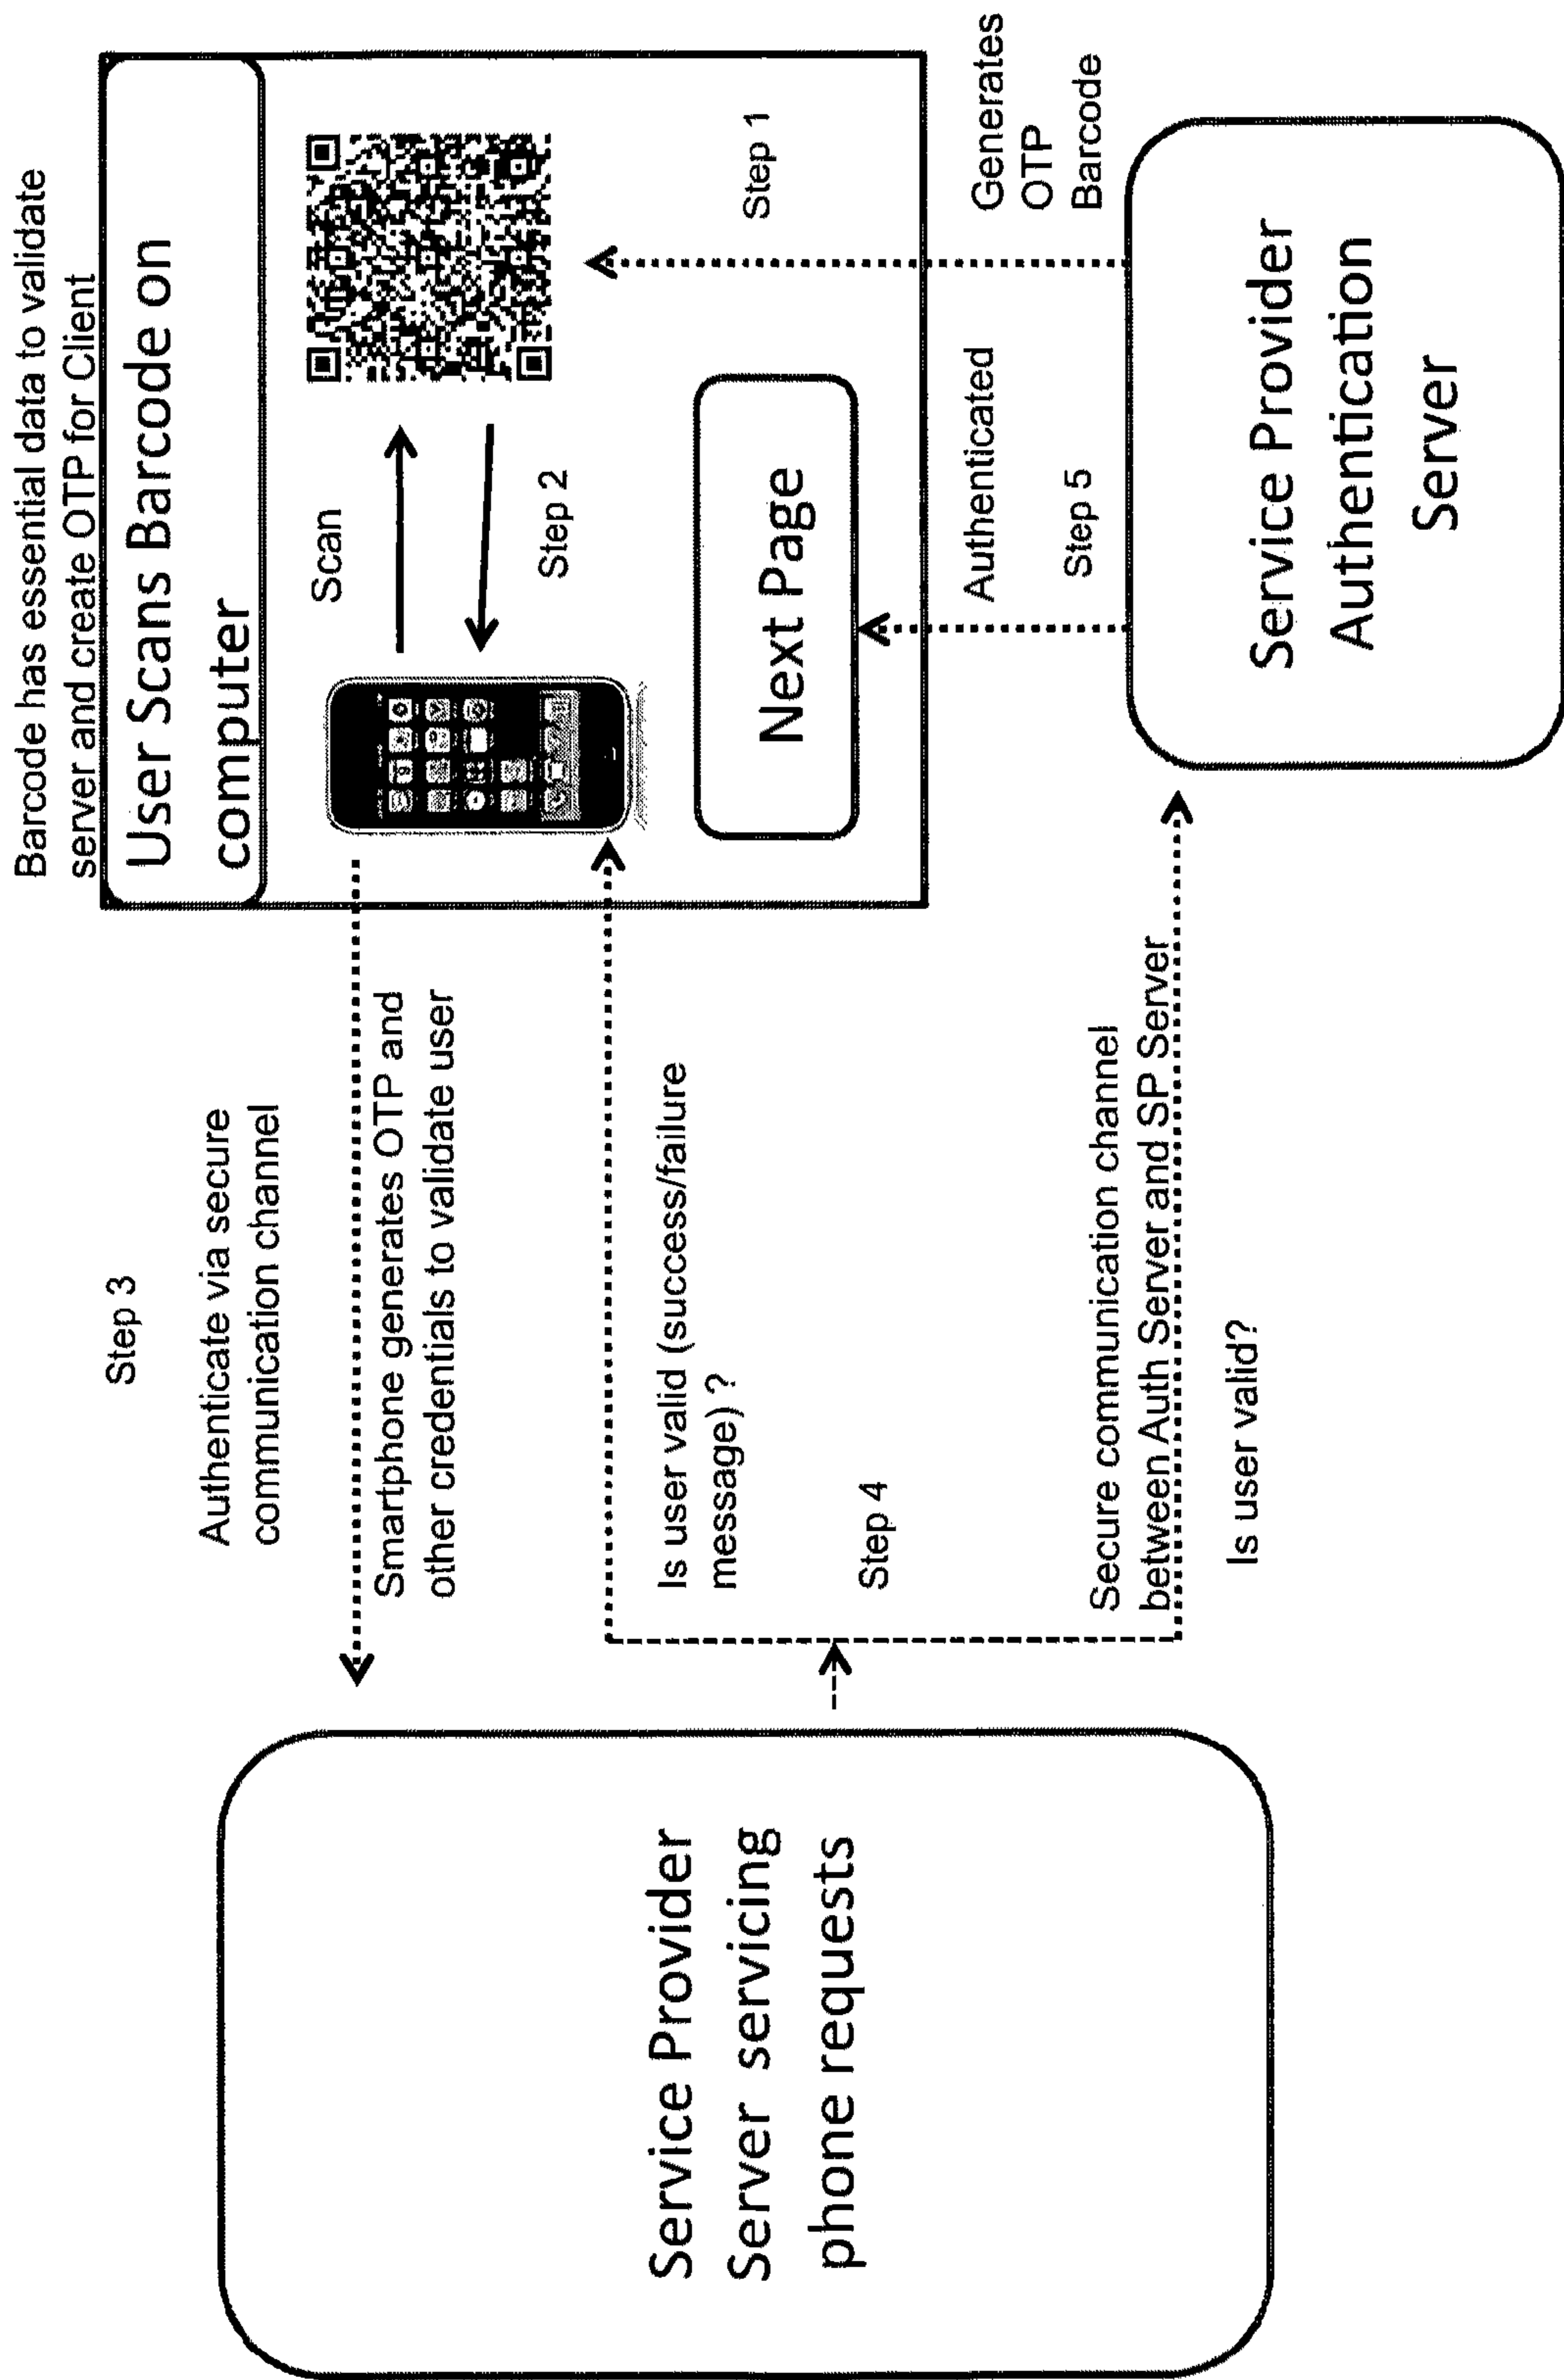 Barcode has essential data to validate
server and create OTP for Client
User Scans Barcode on
computer
Scan
Step 2
Step 1
Next Page
Step 3
Authenticate via secure
communication channel
Smartphone generates OTP and
other credentials to validate user
Is user valid (success/failure
message) ?
Step 4
Secure communication channel
between Auth Server and SP Server
Is user valid?
Authenticated
Step 5
Generates
OTP
Barcode
Service Provider
Server servicing
phone requests
Service Provider
Authentication
Server